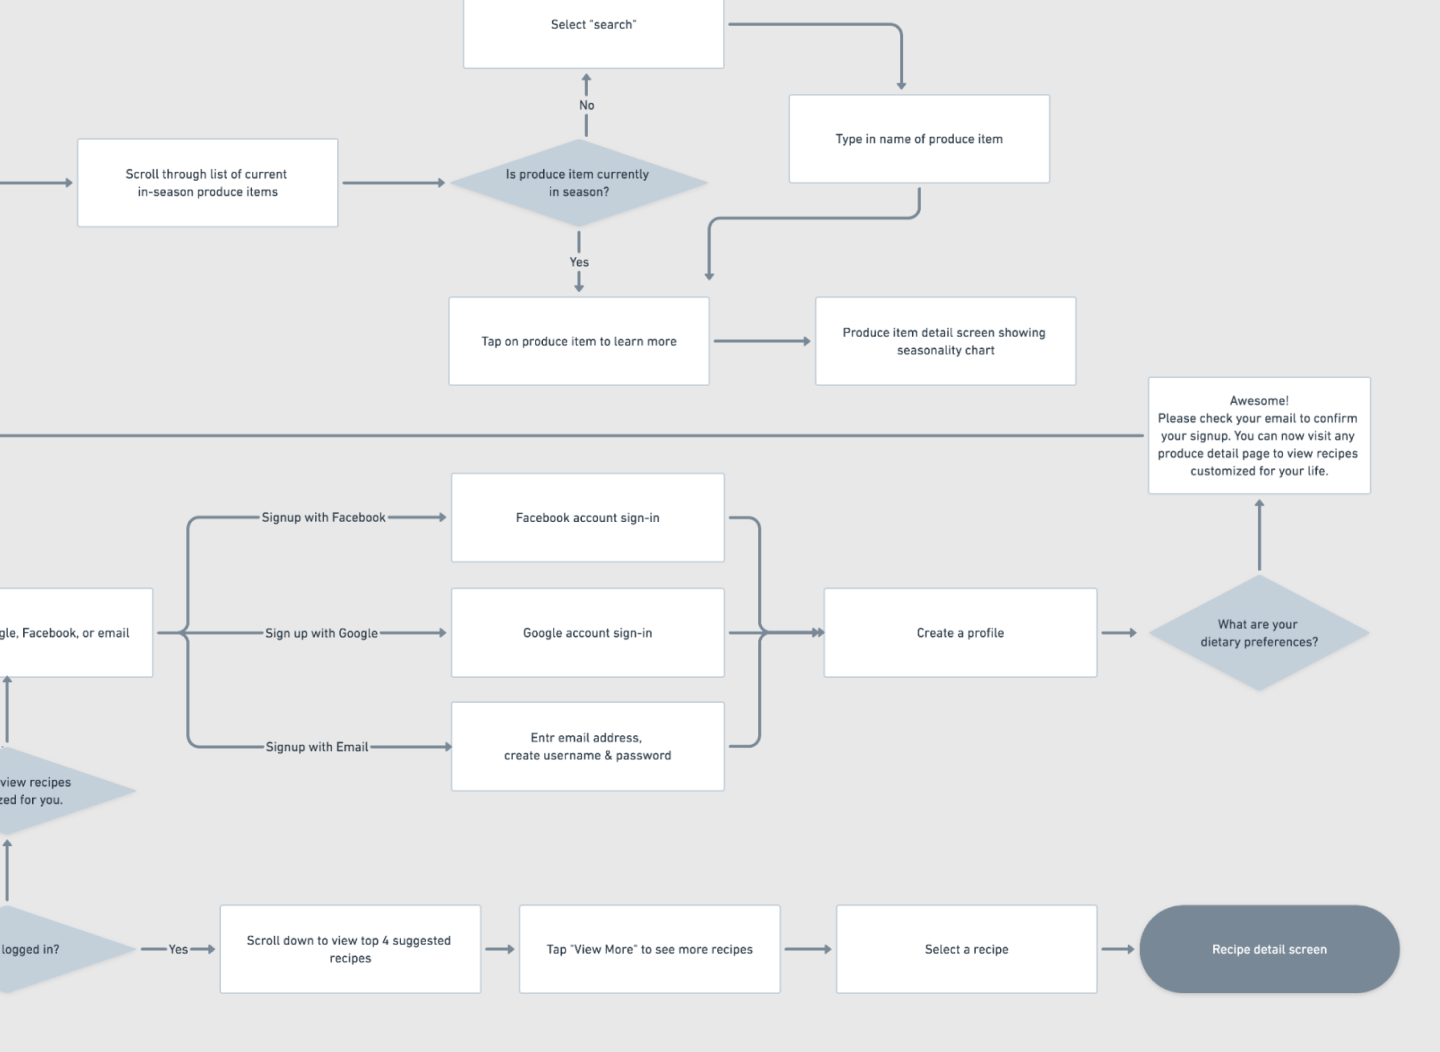 Select "search"
No
Type in name of produce item
Scroll through list of current
in-season produce items
Is produce item currently
in season?
Yes
Tap on produce item to learn more
Produce item detail screen showing
seasonality chart
Awesome!
Please check your email to confirm
your signup. You can now visit any
produce detail page to view recipes
customized for your life.
Signup with Facebook
Facebook account sign-in
gle, Facebook, or email
Sign up with Google
Google account sign-in
Create a profile
What are your
dietary preferences?
Signup with Email
Entr email address,
create username & password
view recipes
zed for you.
logged in?
Yes
Scroll down to view top 4 suggested
recipes
Tap "View More" to see more recipes
Select a recipe
Recipe detail screen